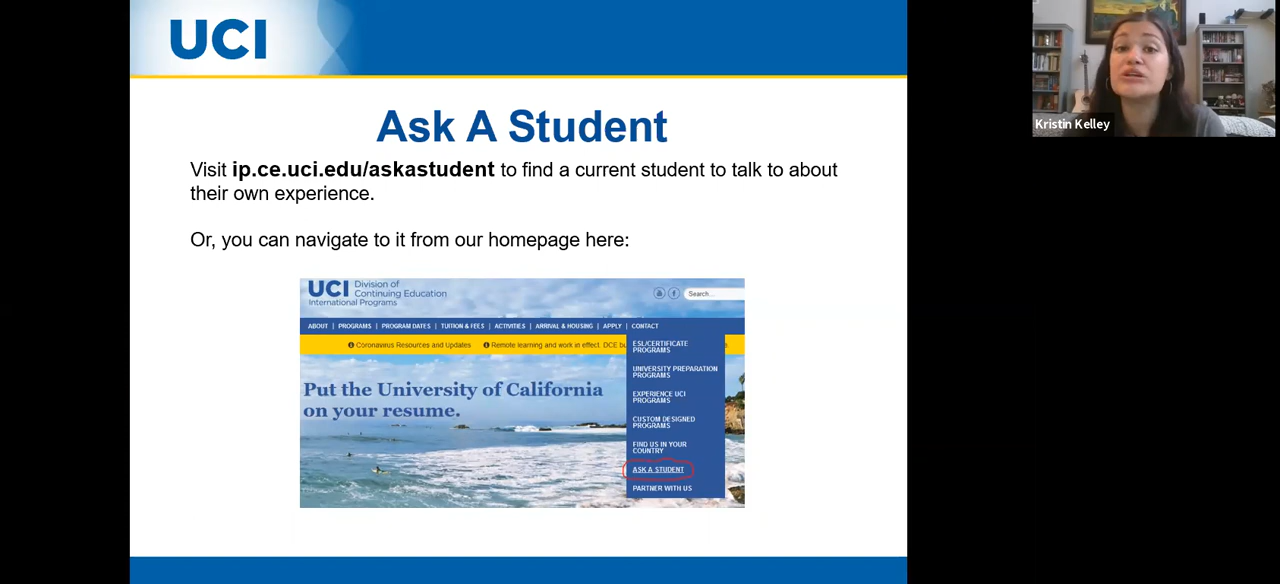 UCI
Ask A Student
Visit ip.ce.uci.edu/askastudent to find a current student to talk to about
their own experience.
Or, you can navigate to it from our homepage here:
UCI Division of
Continuing Education
International Programs
Search...
ABOUT | PROGRAMS | PROGRAM DATES | TUITION & FEES | ACTIVITIES | ARRIVAL & HOUSING | APPLY | CONTACT
Coronavirus Resources and Updates Remote learning and work in effect. DCE bu
Put the University of California
on your resume.
ESL/CERTIFICATE
PROGRAMS
UNIVERSITY PREPARATION
PROGRAMS
EXPERIENCE UCI
PROGRAMS
CUSTOM DESIGNED
PROGRAMS
FIND US IN YOUR
COUNTRY
ASK A STUDENT
PARTNER WITH US
Kristin Kelley